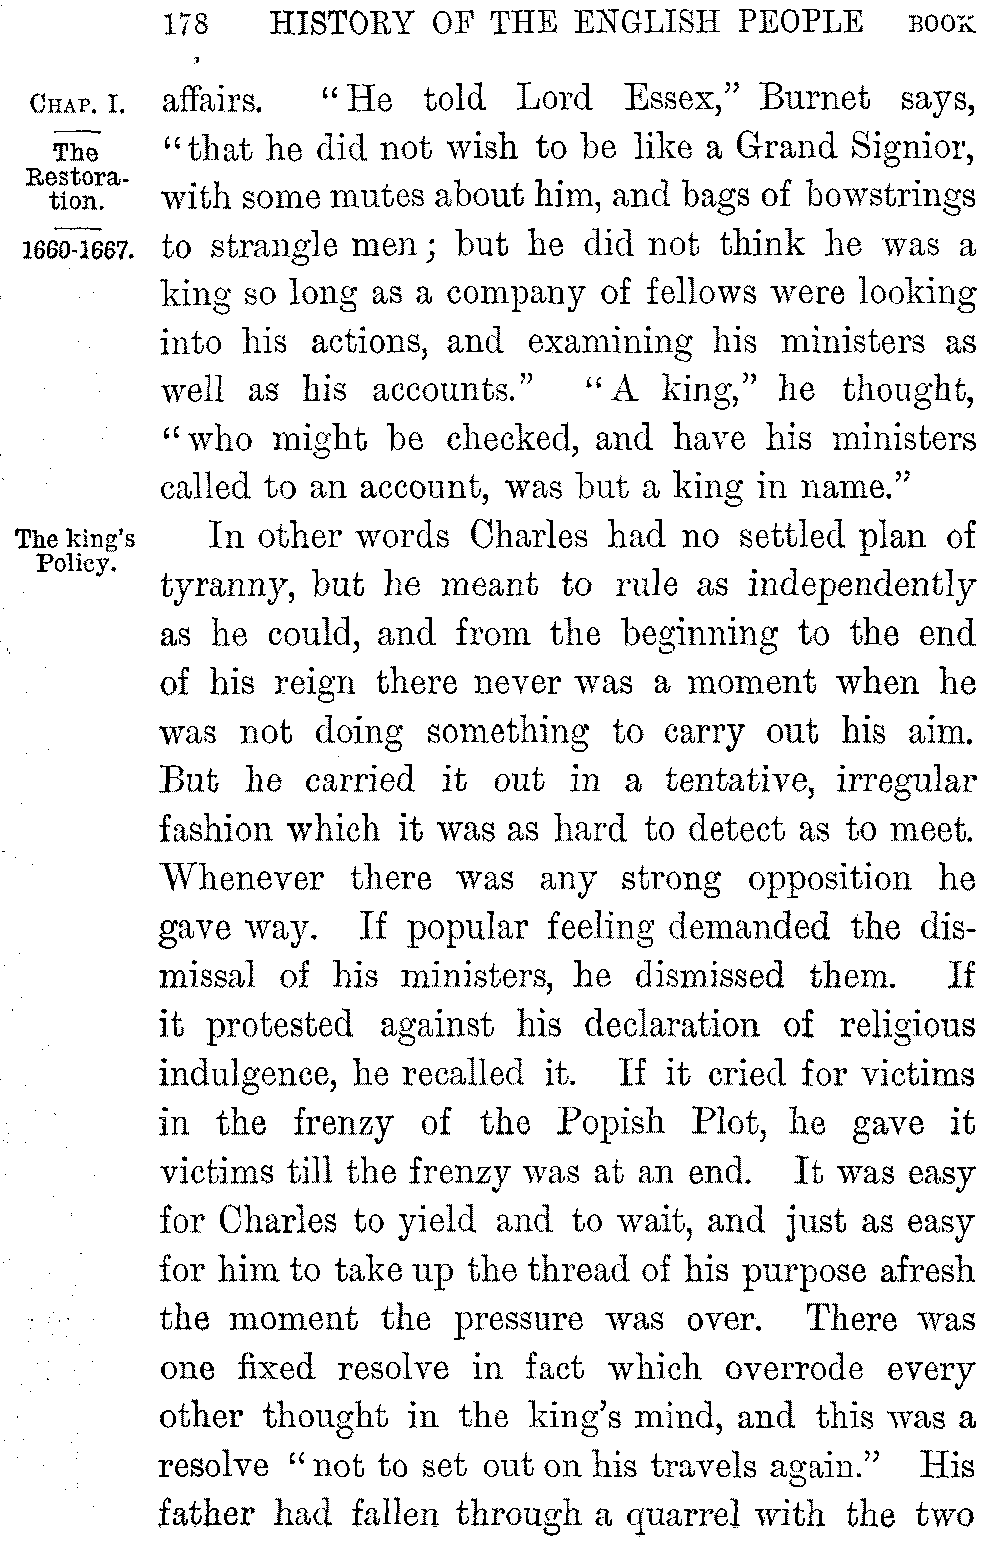 178 HISTORY OF THE ENGLISH PEOPLE BOOK
CHAP. I.
The
Restora-
tion.
1660-1667.
affairs. “He told Lord Essex,” Burnet says,
“that he did not wish to be like a Grand Signior,
with some mutes about him, and bags of bowstrings
to strangle men; but he did not think he was a
king so long as a company of fellows were looking
into his actions, and examining his ministers as
well as his accounts.” “A king,” he thought,
“who might be checked, and have his ministers
called to an account, was but a king in name.”
The king's
Policy.
In other words Charles had no settled plan of
tyranny, but he meant to rule as independently
as he could, and from the beginning to the end
of his reign there never was a moment when he
was not doing something to carry out his aim.
But he carried it out in a tentative, irregular
fashion which it was as hard to detect as to meet.
Whenever there was any strong opposition he
gave way. If popular feeling demanded the dis-
missal of his ministers, he dismissed them. If
it protested against his declaration of religious
indulgence, he recalled it. If it cried for victims
in the frenzy of the Popish Plot, he gave it
victims till the frenzy was at an end. It was easy
for Charles to yield and to wait, and just as easy
for him to take up the thread of his purpose afresh
the moment the pressure was over. There was
one fixed resolve in fact which overrode every
other thought in the king's mind, and this was a
resolve “not to set out on his travels again.” His
father had fallen through a quarrel with the two